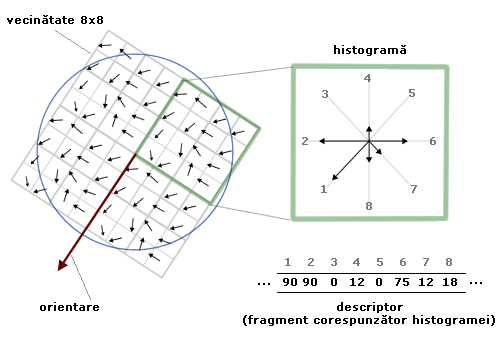 vecinătate 8x8
histogramă
4
3 5
2 6
1 7
8
orientare
1 2 3 4 5 6 7 8
... 90 90 0 12 0 75 12 18 ...
descriptor
(fragment corespunzător histogramei)